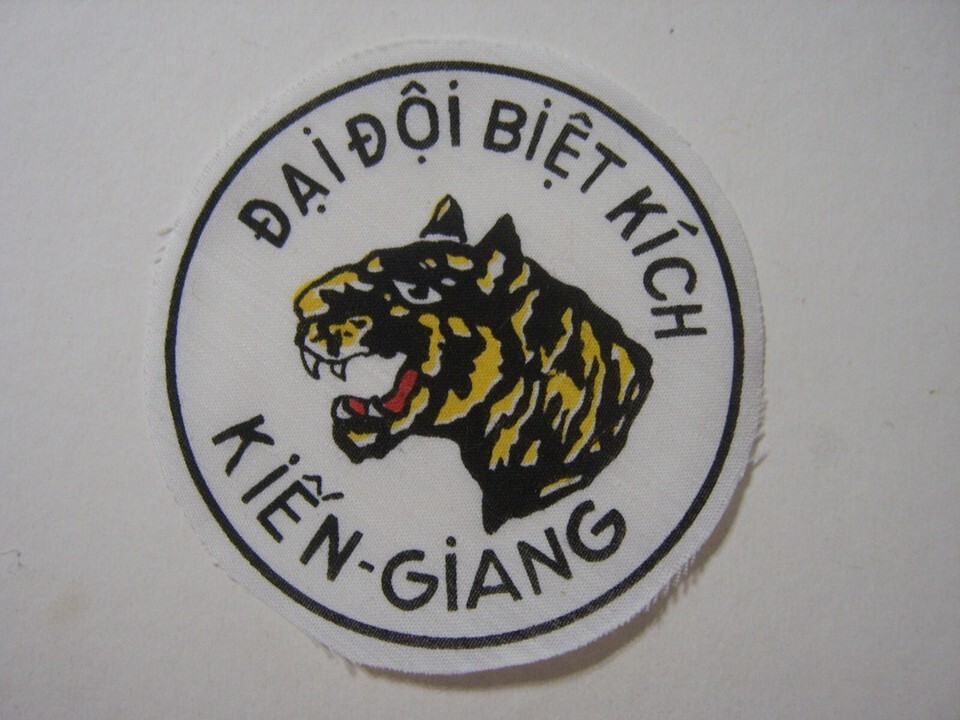 ĐẠI ĐỘI BIỆT KÍCH
KIẾN-GIANG